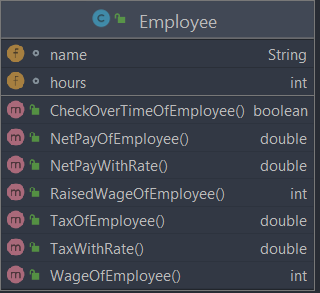 Employee
name String
hours int
CheckOverTimeOfEmployee() boolean
NetPayOfEmployee() double
NetPayWithRate() double
RaisedWageOfEmployee() int
TaxOfEmployee() double
TaxWithRate() double
WageOfEmployee() int